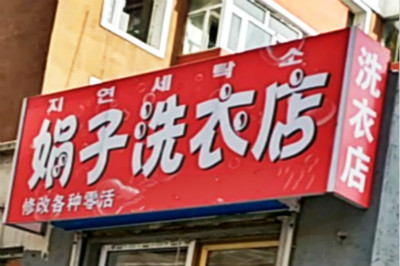 지연세탁소
娟子洗衣店
修改各种零活
洗衣店